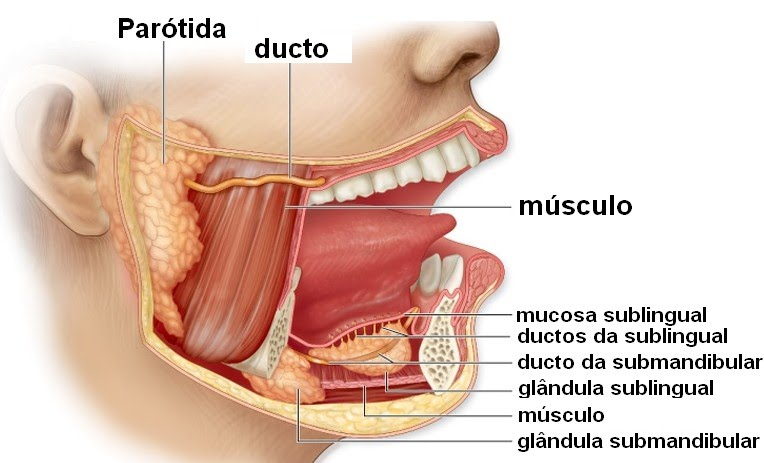 Parótida
ducto
músculo
mucosa sublingual
ductos da sublingual
ducto da submandibular
glândula sublingual
músculo
glândula submandibular